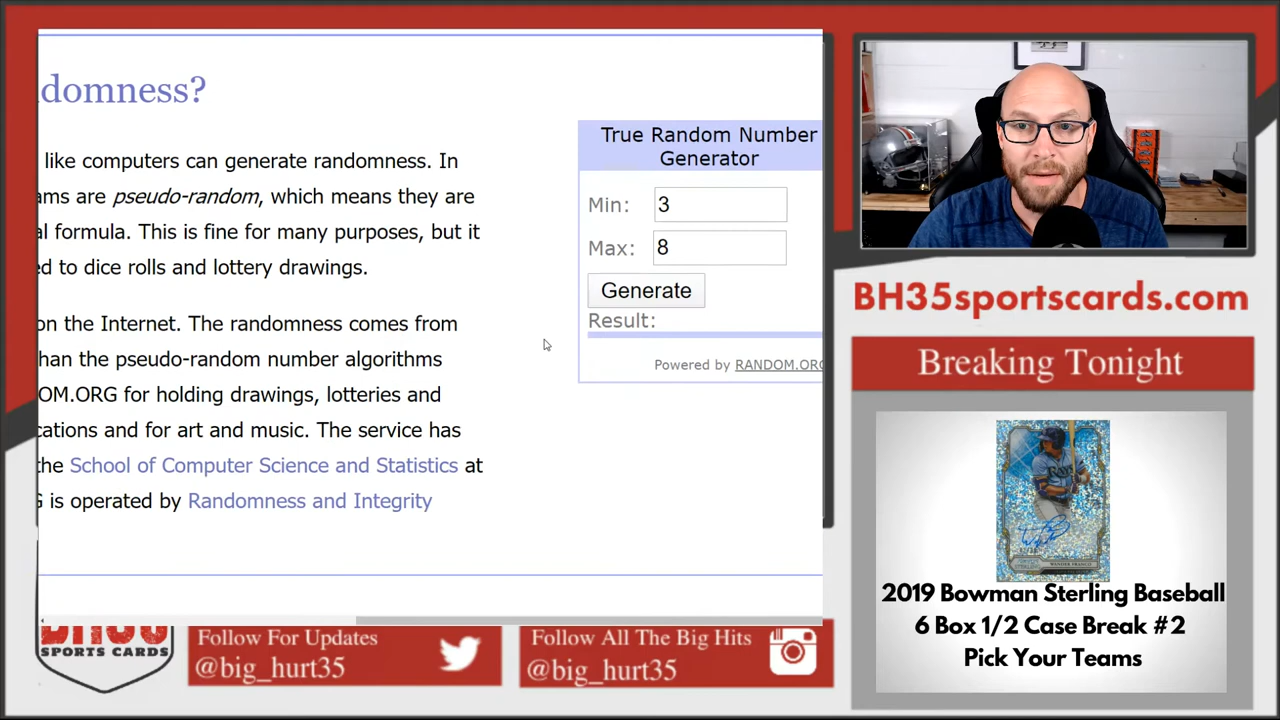 domness?
like computers can generate randomness. In
ams are pseudo-random, which means they are
al formula. This is fine for many purposes, but it
ed to dice rolls and lottery drawings.
on the Internet. The randomness comes from
han the pseudo-random number algorithms
OM.ORG for holding drawings, lotteries and
cations and for art and music. The service has
the School of Computer Science and Statistics at
G is operated by Randomness and Integrity
True Random Number
Generator
Min: 3
Max: 8
Generate
Result:
Powered by RANDOM.ORG
BH35sportscards.com
Breaking Tonight
WANDER FRANCO
2019 Bowman Sterling Baseball
6 Box 1/2 Case Break #2
Pick Your Teams
BH35
SPORTS CARDS
Follow For Updates
@big_hurt35
Follow All The Big Hits
@big_hurt35